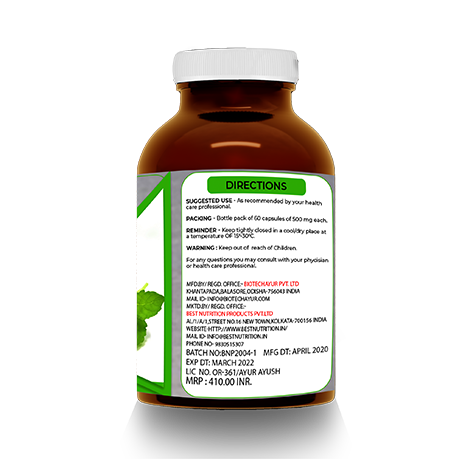 DIRECTIONS
SUGGESTED USE - As recommended by your health
care professional.
PACKING - Bottle pack of 60 capsules of 500 mg each.
REMINDER - Keep tightly closed in a cool/dry place at
a temperature OF 15º-30ºC.
WARNING : Keep out of reach of Children.
For any questions you may consult with your physician
or health care professional.
MFD.BY/ REGD. OFFICE:- BIOTECHAYUR PVT. LTD
KHANTAPADA,BALASORE,ODISHA-756043 INDIA
MAIL ID- INFO@BIOTECHAYUR.COM
MKTD.BY/ REGD. OFFICE:-
BEST NUTRITION PRODUCTS PVT.LTD
AL/1/A/1,STREET NO.16 NEW TOWN,KOLKATA-700156 INDIA
WEBSITE-HTTP://WWW.BESTNUTRITION.IN/
MAIL ID- INFO@BESTNUTRITION.IN
PHONE NO- 9830515307
BATCH NO:BNP2004-1 MFG DT: APRIL 2020
EXP DT: MARCH 2022
LIC NO. OR-361/AYUR AYUSH
MRP : 410.00 INR.